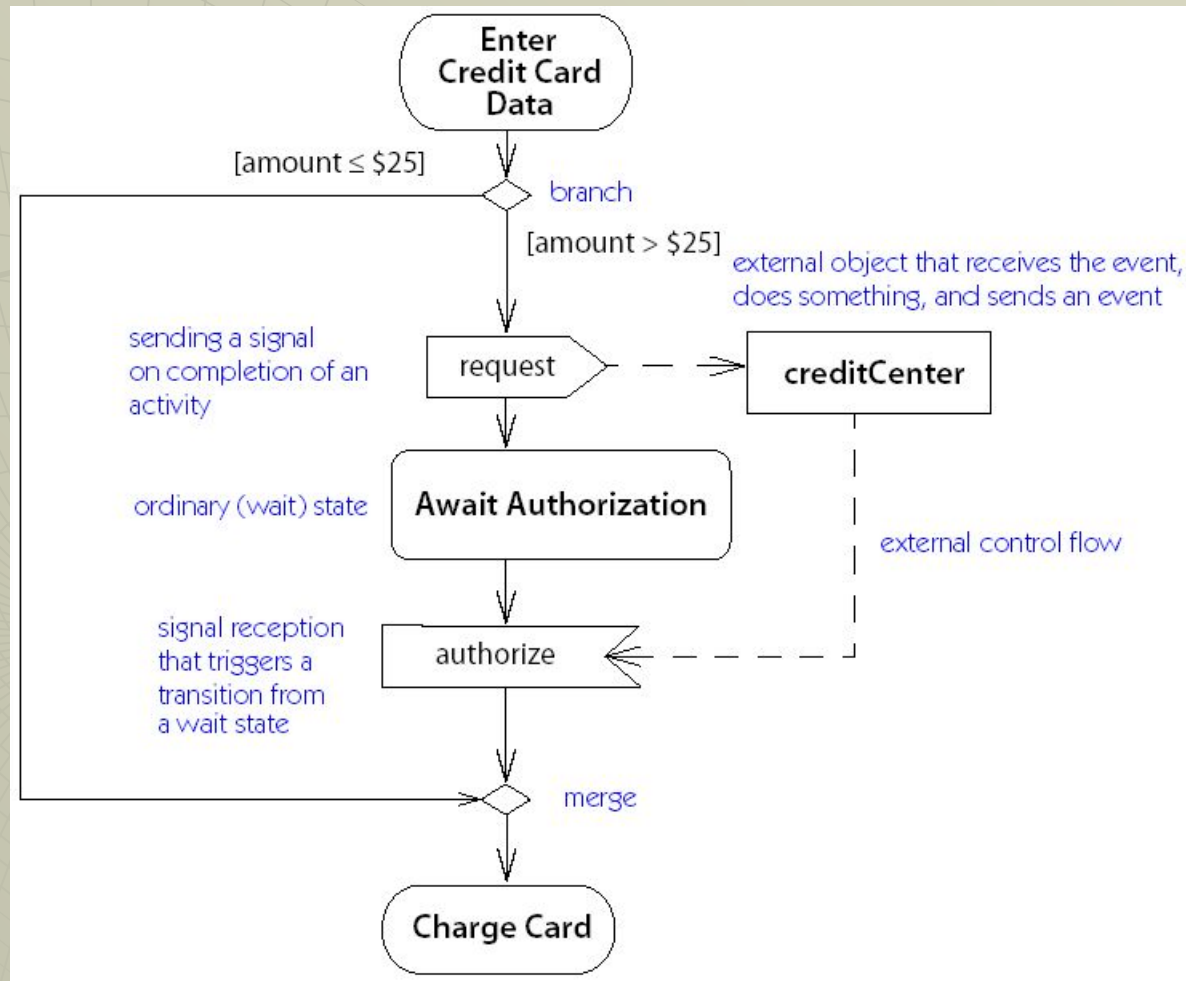 Enter
Credit Card
Data
[amount ≤ $25]
branch
[amount > $25]
external object that receives the event,
does something, and sends an event
sending a signal
on completion of an
activity
request
creditCenter
ordinary (wait) state
Await Authorization
external control flow
signal reception
that triggers a
transition from
a wait state
authorize
merge
Charge Card